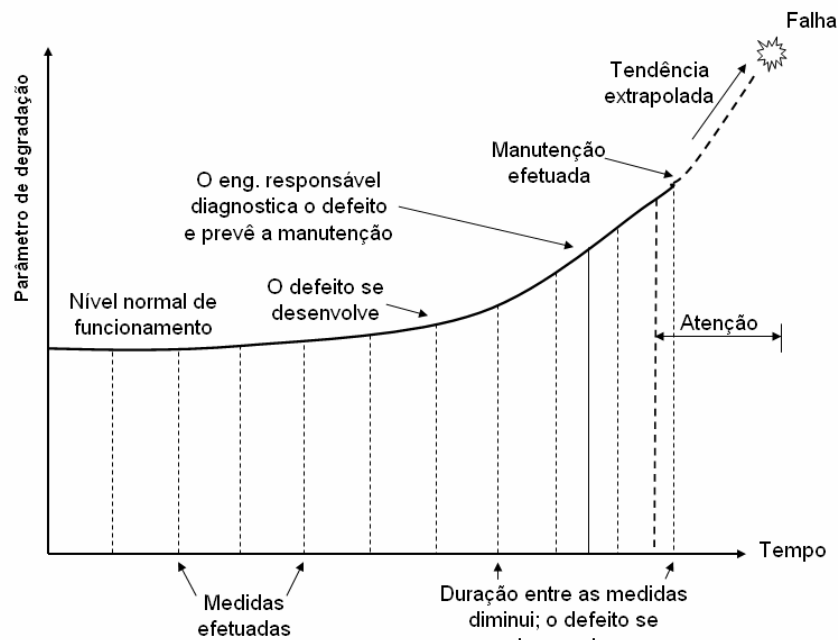 Falha
Tendência
extrapolada
Manutenção
efetuada
O eng. responsável
diagnostica o defeito
e prevê a manutenção
Parâmetro de degradação
Nível normal de
funcionamento
O defeito se
desenvolve
Atenção
Tempo
Medidas
efetuadas
Duração entre as medidas
diminui; o defeito se